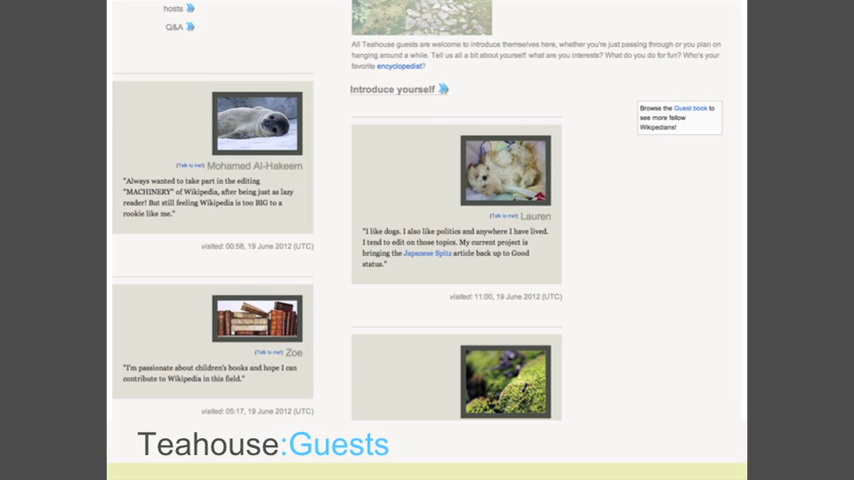 hosts
Q&A
All Teahouse guests are welcome to introduce themselves here, whether you're just passing through or you plan on
hanging around a while. Tell us all a bit about yourself: what are you interests? What do you do for fun? Who's your
favorite encyclopedist?
Introduce yourself
Browse the Guest book to
see more fellow
Wikipedians!
(Talk to me!) Mohamed Al-Hakeem
"Always wanted to take part in the editing
"MACHINERY" of Wikipedia, after being just as lazy
reader! But still feeling Wikipedia is too BIG to a
rookie like me."
visited: 00:58, 19 June 2012 (UTC)
(Talk to me!) Lauren
"I like dogs. I also like politics and anywhere I have lived.
I tend to edit on those topics. My current project is
bringing the Japanese Spitz article back up to Good
status."
visited: 11:00, 19 June 2012 (UTC)
(Talk to me!) Zoe
"I'm passionate about children's books and hope I can
contribute to Wikipedia in this field."
visited: 05:17, 19 June 2012 (UTC)
Teahouse:Guests